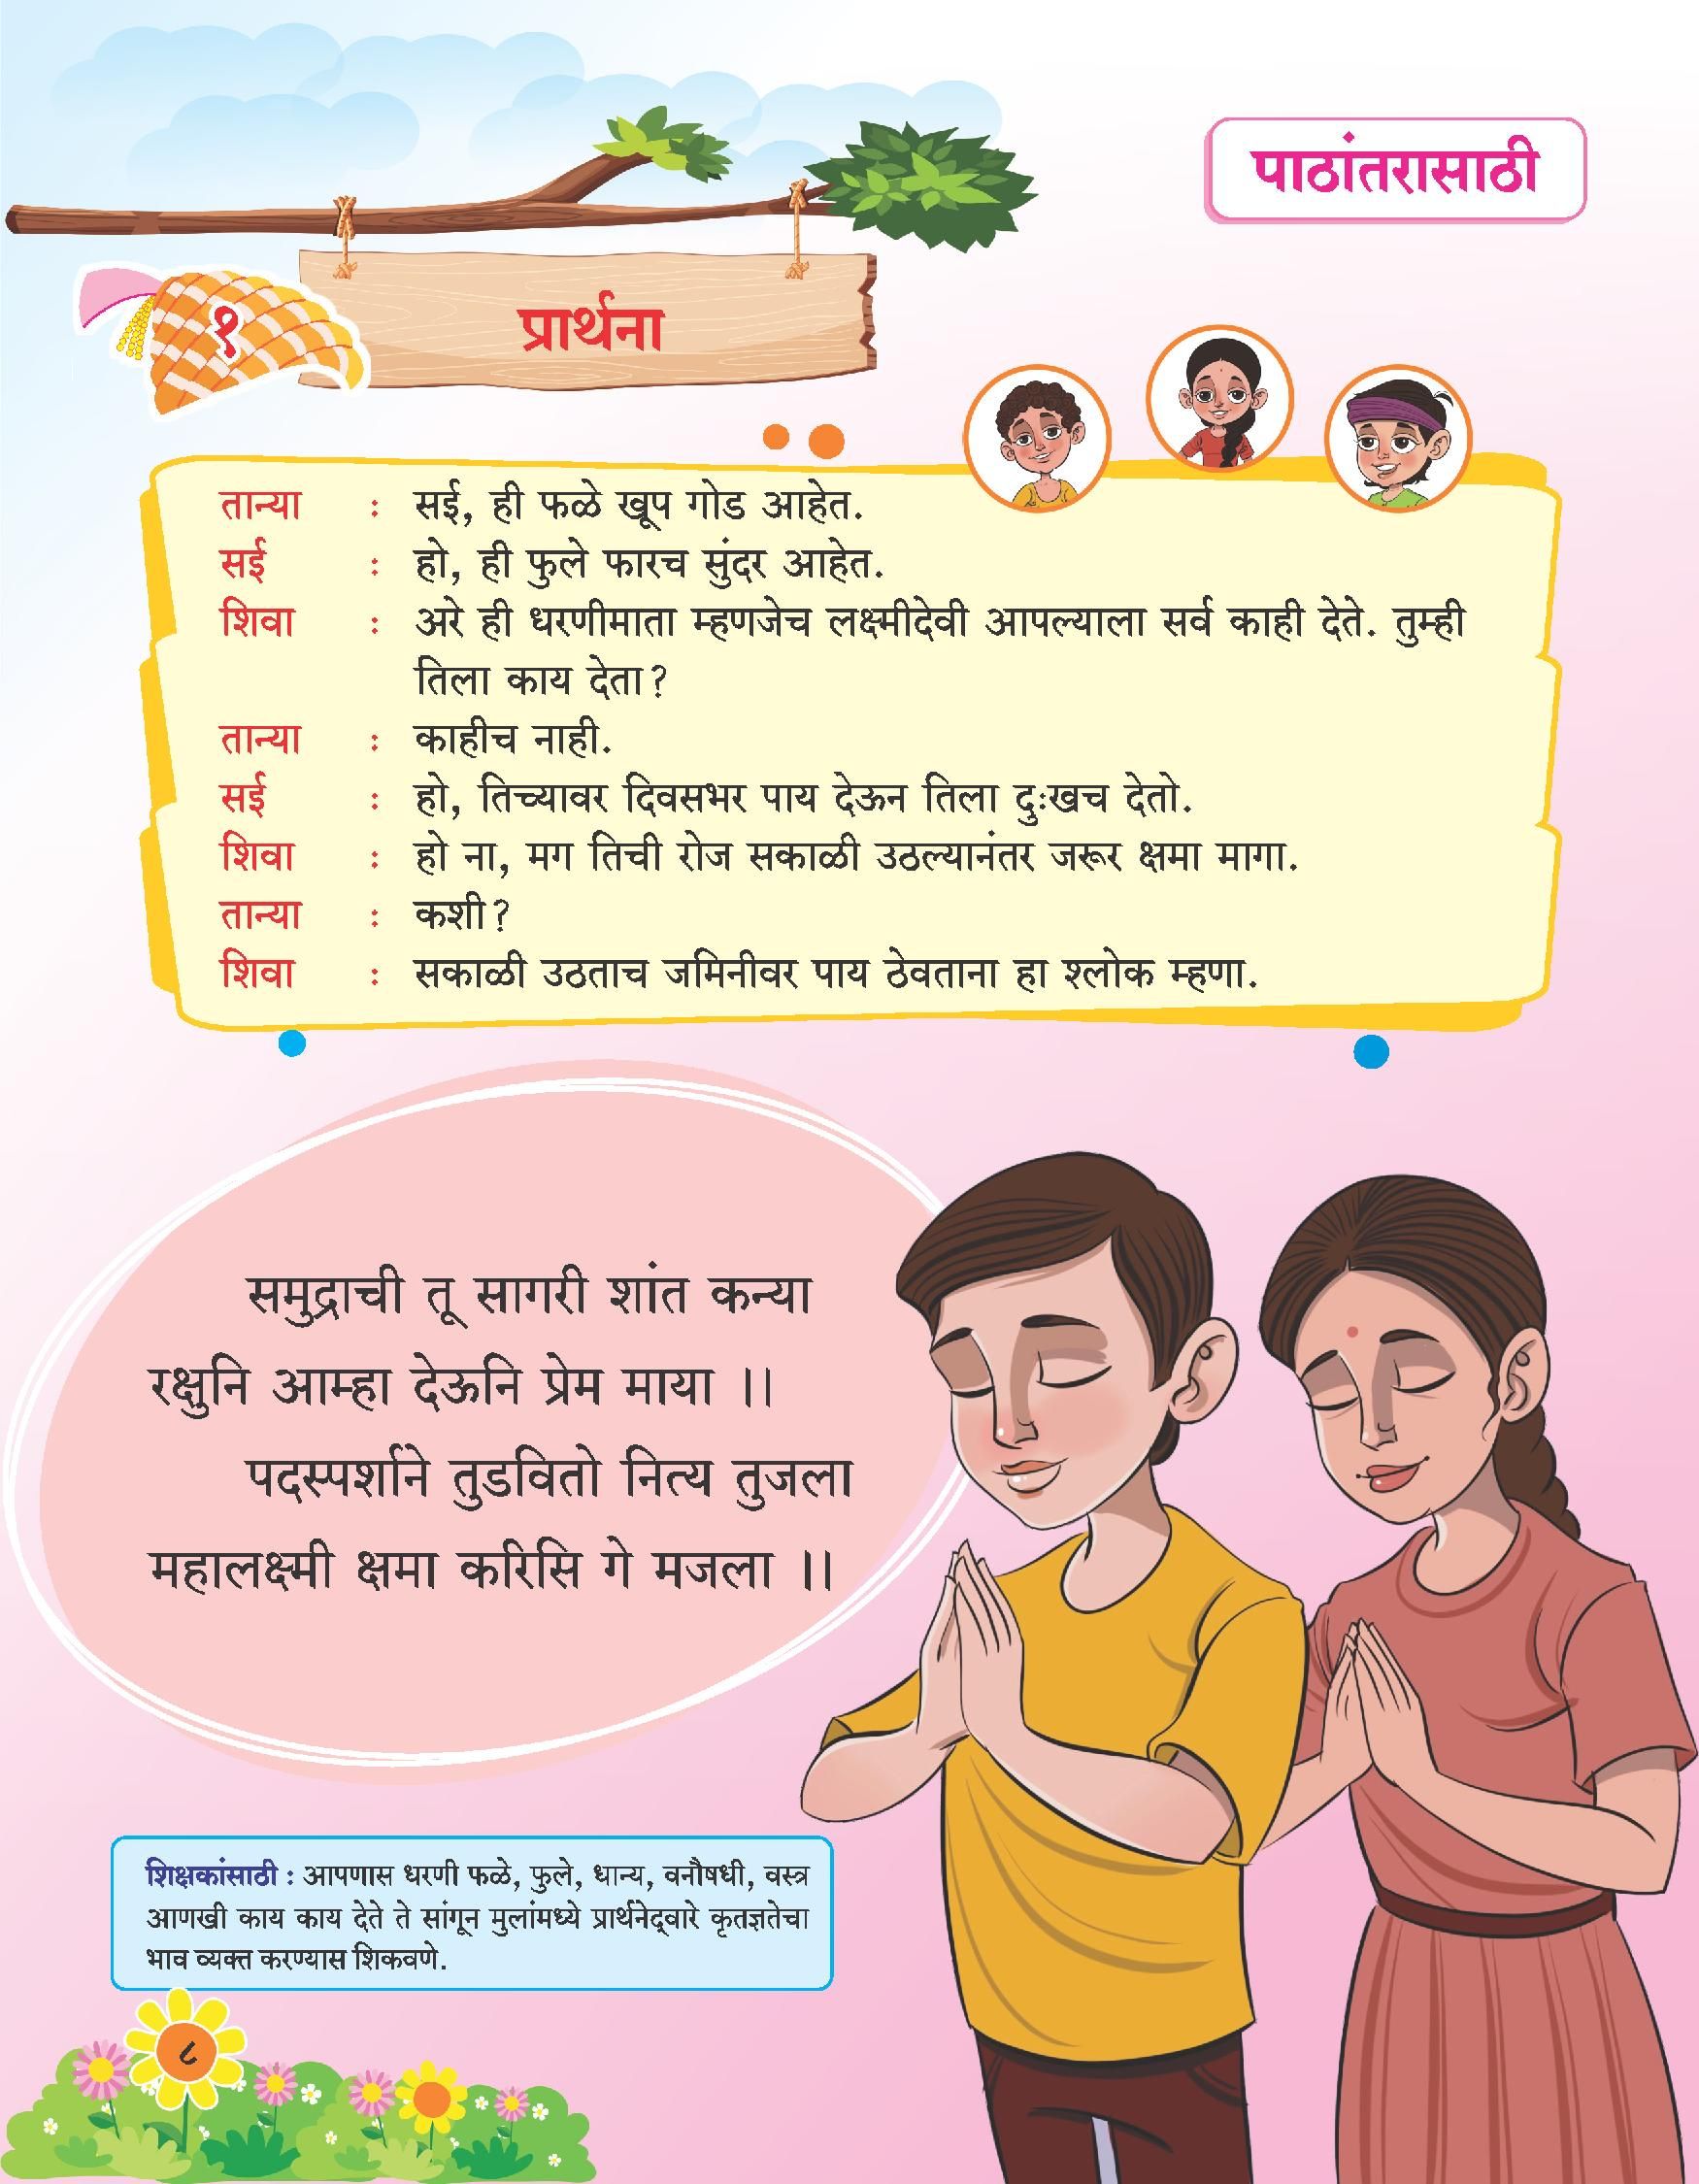 पाठांतरासाठी
१
प्रार्थना
तान्या : सई, ही फळे खूप गोड आहेत.
सई : हो, ही फुले फारच सुंदर आहेत.
शिवा : अरे ही धरणीमाता म्हणजेच लक्ष्मीदेवी आपल्याला सर्व काही देते. तुम्ही
तिला काय देता?
तान्या : काहीच नाही.
सई : हो, तिच्यावर दिवसभर पाय देऊन तिला दुःखच देतो.
शिवा : हो ना, मग तिची रोज सकाळी उठल्यानंतर जरूर क्षमा मागा.
तान्या : कशी?
शिवा : सकाळी उठताच जमिनीवर पाय ठेवताना हा श्लोक म्हणा.
समुद्राची तू सागरी शांत कन्या
रक्षुनि आम्हा देऊनि प्रेम माया ।।
पदस्पर्शाने तुडवितो नित्य तुजला
महालक्ष्मी क्षमा करिसि गे मजला ।।
शिक्षकांसाठी : आपणास धरणी फळे, फुले, धान्य, वनौषधी, वस्त्र
आणखी काय काय देते ते सांगून मुलांमध्ये प्रार्थनेद्‌वारे कृतज्ञतेचा
भाव व्यक्त करण्यास शिकवणे.
८